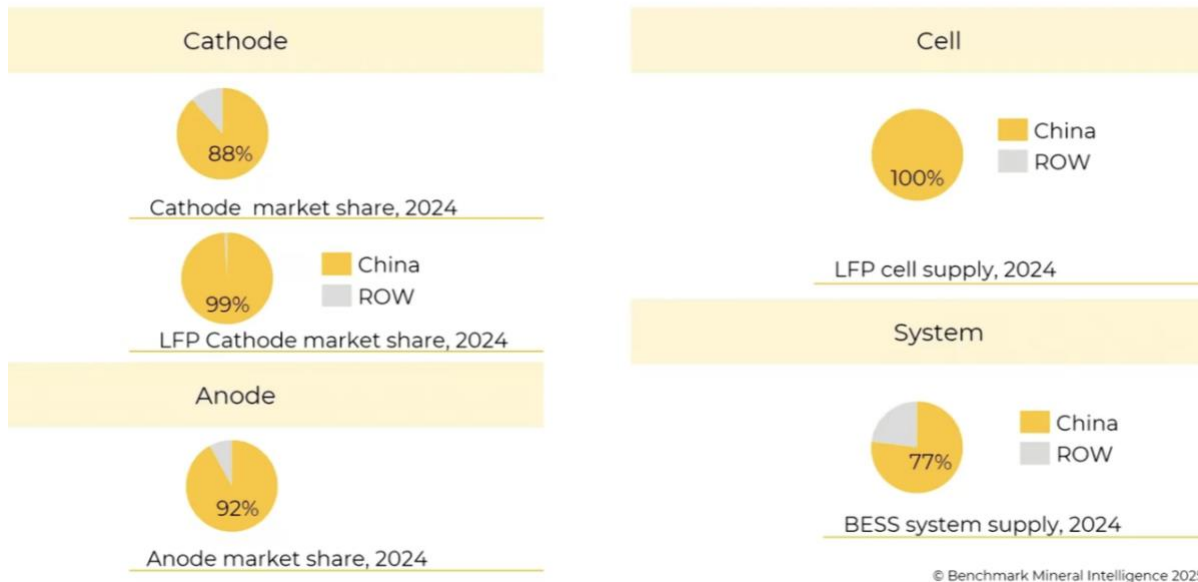 Cathode
88%
Cathode market share, 2024
China
ROW
99%
LFP Cathode market share, 2024
Anode
92%
Anode market share, 2024
Cell
China
ROW
100%
LFP cell supply, 2024
System
China
ROW
77%
BESS system supply, 2024
© Benchmark Mineral Intelligence 2025